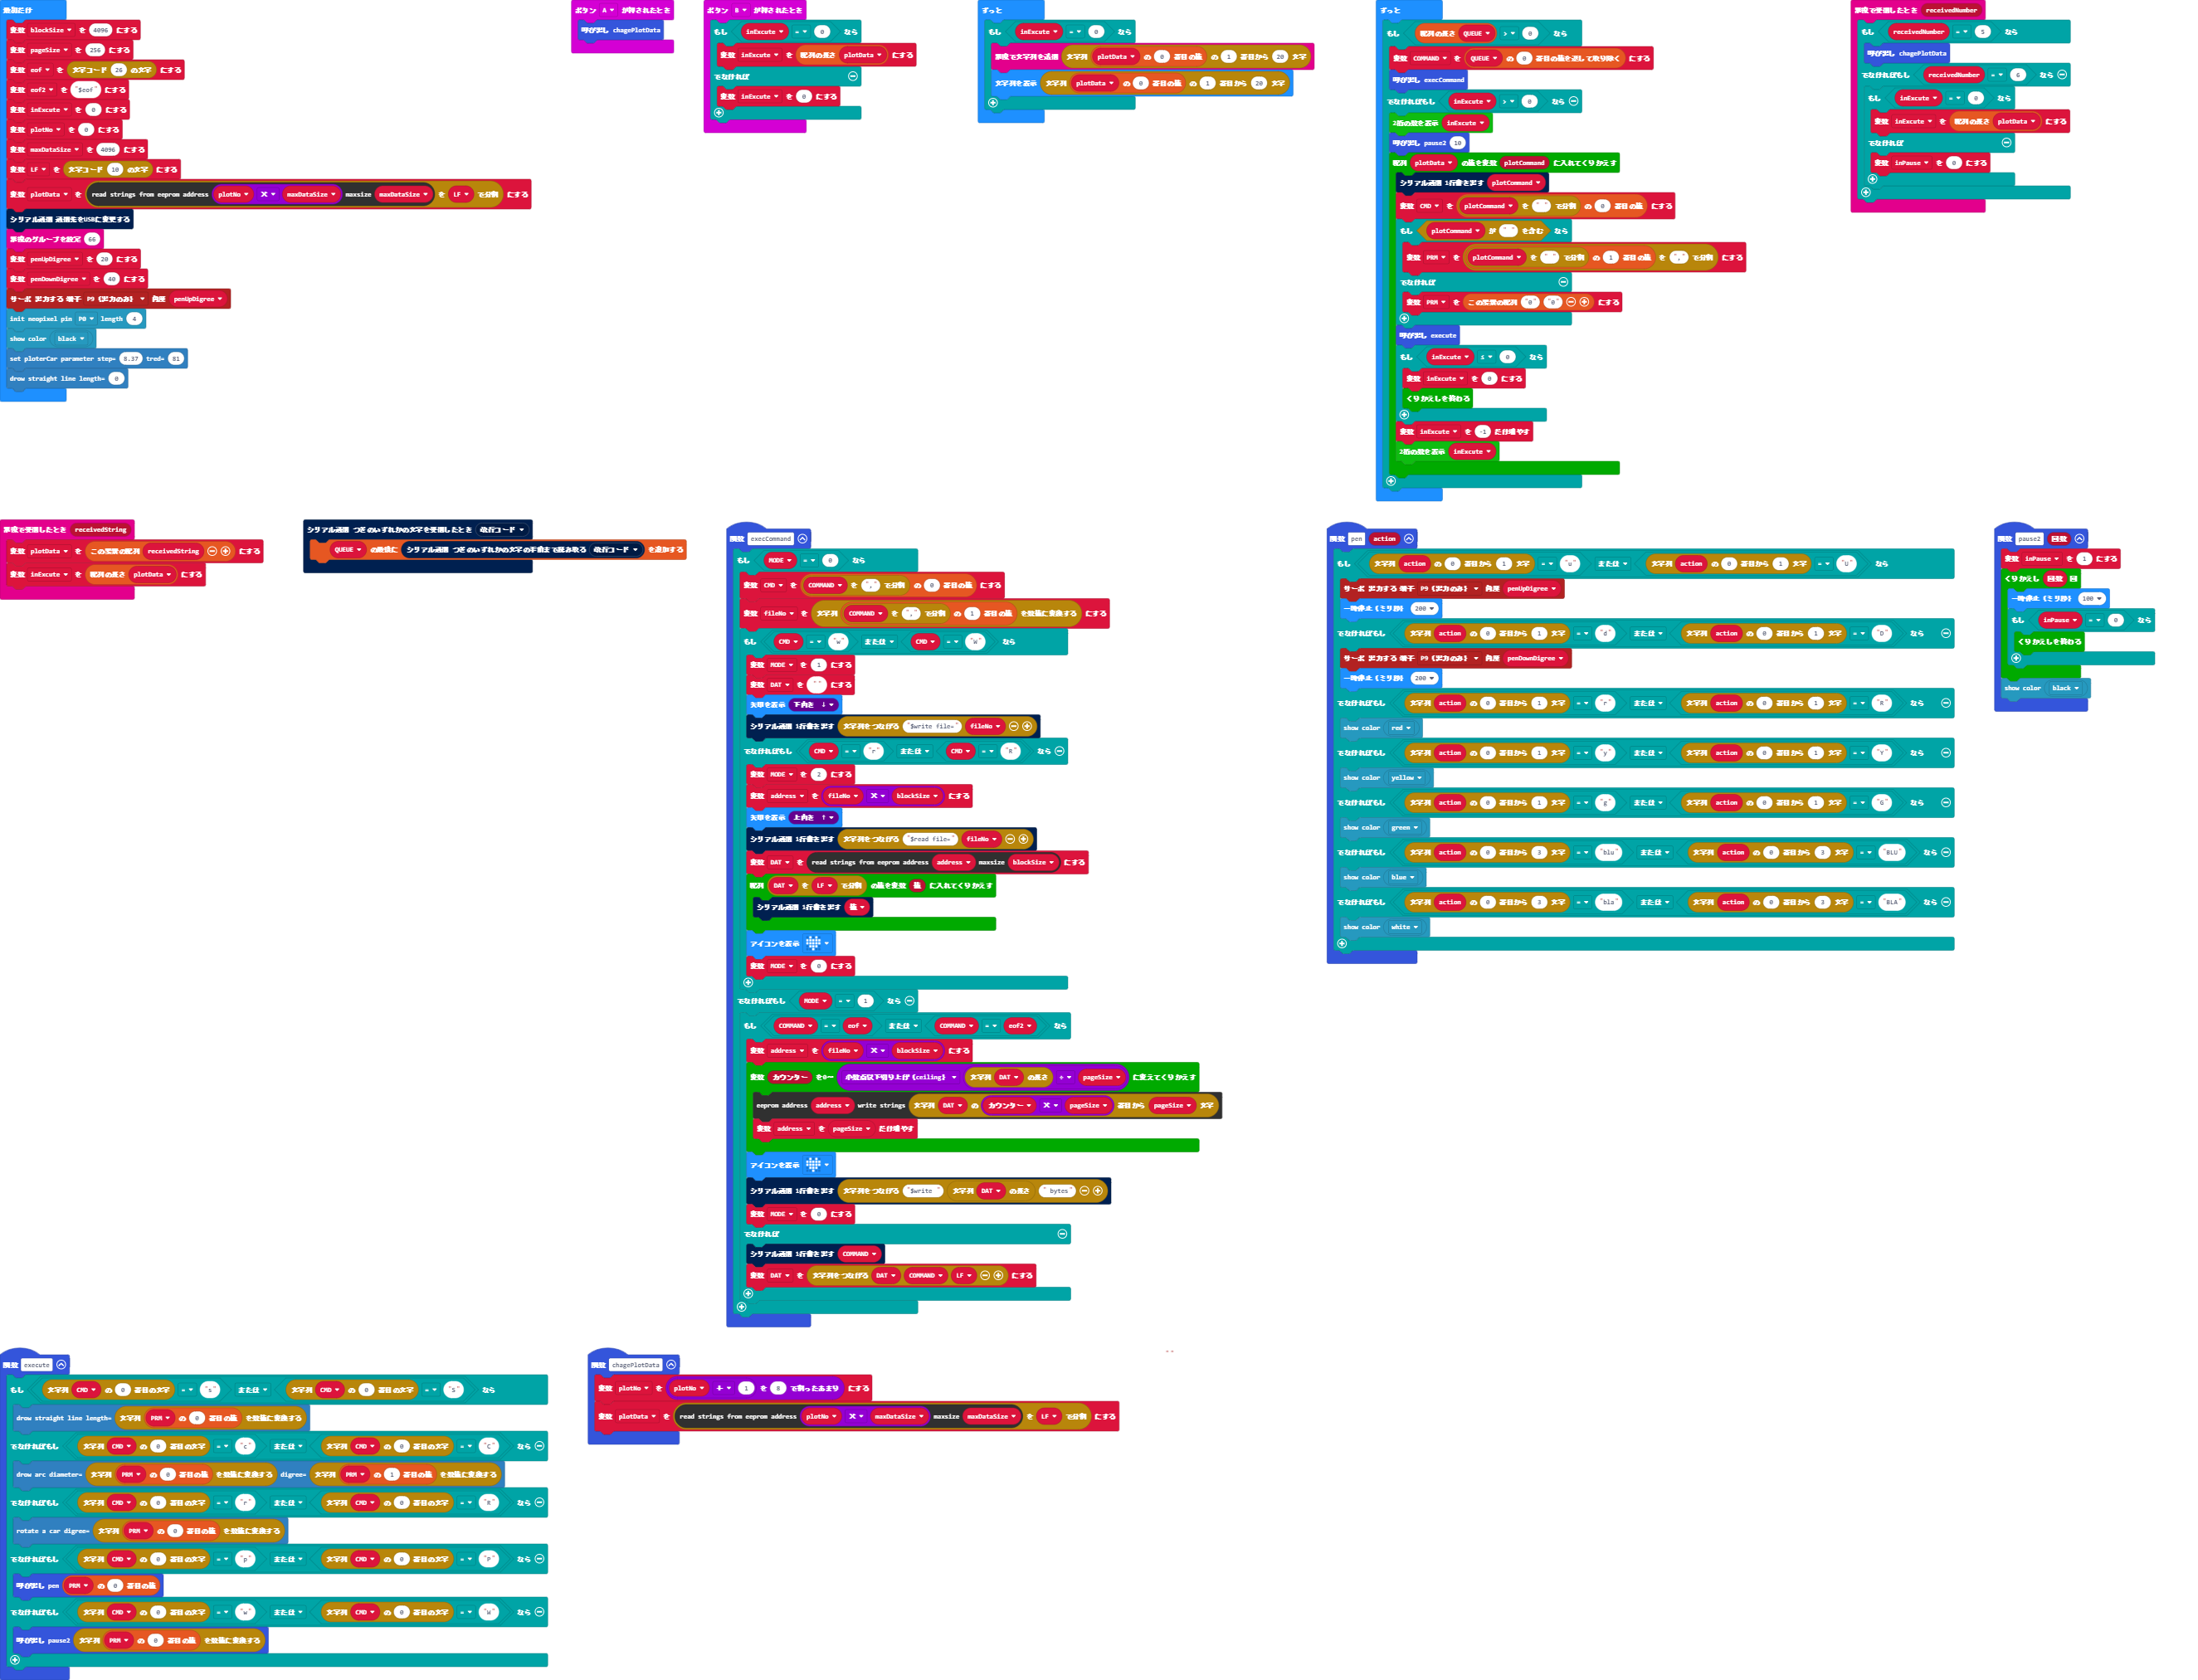 最初だけ
変数 blockSize を 4096 にする
変数 pageSize を 256 にする
変数 eof を 文字コード 26 の文字 にする
変数 eof2 を "$eof" にする
変数 inExcute を 0 にする
変数 plotNo を 0 にする
変数 maxDataSize を 4096 にする
変数 LF を 文字コード 10 の文字 にする
変数 plotData を read strings from eeprom address plotNo × maxDataSize maxsize maxDataSize を LF で分割 にする
シリアル通信 通信先をUSBに変更する
無線のグループを設定 66
変数 penUpDigree を 20 にする
変数 penDownDigree を 40 にする
サーボ 出力する 端子 P9 (出力のみ) 角度 penUpDigree
init neopixel pin P0 length 4
show color black
set ploterCar parameter step= 8.37 tred= 81
drow straight line length= 0
ボタン A が押されたとき
呼び出し chagePlotData
ボタン B が押されたとき
もし inExcute = 0 なら
変数 inExcute を 配列の長さ plotData にする
でなければ
変数 inExcute を 0 にする
ずっと
もし inExcute = 0 なら
無線で文字列を送信 文字列 plotData の 0 番目の値 の 1 番目から 20 文字
文字列を表示 文字列 plotData の 0 番目の値 の 1 番目から 20 文字
ずっと
もし 配列の長さ QUEUE > 0 なら
変数 COMMAND を QUEUE の 0 番目の値を返して取り除く にする
呼び出し execCommand
でなければもし inExcute > 0 なら
2桁の数を表示 inExcute
呼び出し pause2 10
配列 plotData の値を変数 plotCommand に入れてくりかえす
シリアル通信 1行書き出す plotCommand
変数 CMD を plotCommand を " " で分割 の 0 番目の値 にする
もし plotCommand が " " を含む なら
変数 PRM を plotCommand を " " で分割 の 1 番目の値 を "," で分割 にする
でなければ
変数 PRM を この要素の配列 "0" "0" にする
呼び出し execute
もし inExcute ≤ 0 なら
変数 inExcute を 0 にする
くりかえしを終わる
変数 inExcute を -1 だけ増やす
2桁の数を表示 inExcute
無線で受信したとき receivedNumber
もし receivedNumber = 5 なら
呼び出し chagePlotData
でなければもし receivedNumber = 6 なら
もし inExcute = 0 なら
変数 inExcute を 配列の長さ plotData にする
でなければ
変数 inPause を 0 にする
無線で受信したとき receivedString
変数 plotData を この要素の配列 receivedString にする
変数 inExcute を 配列の長さ plotData にする
シリアル通信 つぎのいずれかの文字を受信したとき 改行コード
QUEUE の最後に シリアル通信 つぎのいずれかの文字の手前まで読み取る 改行コード を追加する
関数 execCommand
もし MODE = 0 なら
変数 CMD を COMMAND を "," で分割 の 0 番目の値 にする
変数 fileNo を 文字列 COMMAND を "," で分割 の 1 番目の値 を数値に変換する にする
もし CMD = "w" または CMD = "W" なら
変数 MODE を 1 にする
変数 DAT を "" にする
矢印を表示 下向き ↓
シリアル通信 1行書き出す 文字列をつなげる "$write file=" fileNo
でなければもし CMD = "r" または CMD = "R" なら
変数 MODE を 2 にする
変数 address を fileNo × blockSize にする
矢印を表示 上向き ↑
シリアル通信 1行書き出す 文字列をつなげる "$read file=" fileNo
変数 DAT を read strings from eeprom address address maxsize blockSize にする
配列 DAT を LF で分割 の値を変数 値 に入れてくりかえす
シリアル通信 1行書き出す 値
アイコンを表示
変数 MODE を 0 にする
でなければもし MODE = 1 なら
もし COMMAND = eof または COMMAND = eof2 なら
変数 address を fileNo × blockSize にする
変数 カウンター を0〜 小数点以下切り上げ (ceiling) 文字列 DAT の長さ ÷ pageSize に変えてくりかえす
eeprom address address write strings 文字列 DAT の カウンター × pageSize 番目から pageSize 文字
変数 address を pageSize だけ増やす
アイコンを表示
シリアル通信 1行書き出す 文字列をつなげる "$write " 文字列 DAT の長さ " bytes"
変数 MODE を 0 にする
でなければ
シリアル通信 1行書き出す COMMAND
変数 DAT を 文字列をつなげる DAT COMMAND LF にする
関数 pen action
もし 文字列 action の 0 番目から 1 文字 = "u" または 文字列 action の 0 番目から 1 文字 = "U" なら
サーボ 出力する 端子 P9 (出力のみ) 角度 penUpDigree
一時停止 (ミリ秒) 200
でなければもし 文字列 action の 0 番目から 1 文字 = "d" または 文字列 action の 0 番目から 1 文字 = "D" なら
サーボ 出力する 端子 P9 (出力のみ) 角度 penDownDigree
一時停止 (ミリ秒) 200
でなければもし 文字列 action の 0 番目から 1 文字 = "r" または 文字列 action の 0 番目から 1 文字 = "R" なら
show color red
でなければもし 文字列 action の 0 番目から 1 文字 = "y" または 文字列 action の 0 番目から 1 文字 = "Y" なら
show color yellow
でなければもし 文字列 action の 0 番目から 1 文字 = "g" または 文字列 action の 0 番目から 1 文字 = "G" なら
show color green
でなければもし 文字列 action の 0 番目から 3 文字 = "blu" または 文字列 action の 0 番目から 3 文字 = "BLU" なら
show color blue
でなければもし 文字列 action の 0 番目から 3 文字 = "bla" または 文字列 action の 0 番目から 3 文字 = "BLA" なら
show color white
関数 pause2 回数
変数 inPause を 1 にする
くりかえし 回数 回
一時停止 (ミリ秒) 100
もし inPause = 0 なら
くりかえしを終わる
show color black
関数 execute
もし 文字列 CMD の 0 番目の文字 = "s" または 文字列 CMD の 0 番目の文字 = "S" なら
drow straight line length= 文字列 PRM の 0 番目の値 を数値に変換する
でなければもし 文字列 CMD の 0 番目の文字 = "c" または 文字列 CMD の 0 番目の文字 = "C" なら
drow arc diameter= 文字列 PRM の 0 番目の値 を数値に変換する digree= 文字列 PRM の 1 番目の値 を数値に変換する
でなければもし 文字列 CMD の 0 番目の文字 = "r" または 文字列 CMD の 0 番目の文字 = "R" なら
rotate a car digree= 文字列 PRM の 0 番目の値 を数値に変換する
でなければもし 文字列 CMD の 0 番目の文字 = "p" または 文字列 CMD の 0 番目の文字 = "P" なら
呼び出し pen PRM の 0 番目の値
でなければもし 文字列 CMD の 0 番目の文字 = "w" または 文字列 CMD の 0 番目の文字 = "W" なら
呼び出し pause2 文字列 PRM の 0 番目の値 を数値に変換する
関数 chagePlotData
変数 plotNo を plotNo + 1 を 8 で割ったあまり にする
変数 plotData を read strings from eeprom address plotNo × maxDataSize maxsize maxDataSize を LF で分割 にする